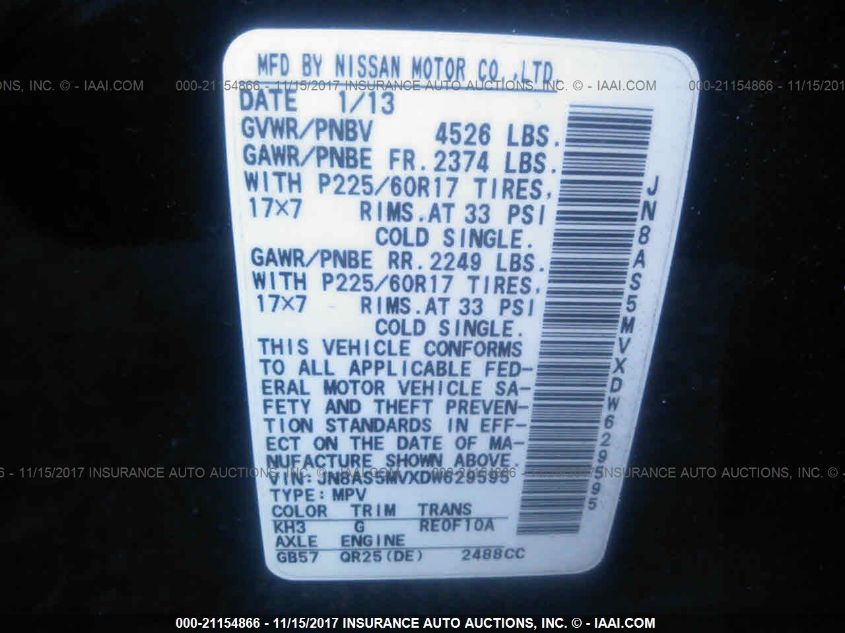 MFD BY NISSAN MOTOR CO.,LTD
DATE 1/13
GVWR/PNBV 4526 LBS.
GAWR/PNBE FR. 2374 LBS.
WITH P225/60R17 TIRES,
17×7 RIMS.AT 33 PSI
COLD SINGLE.
GAWR/PNBE RR. 2249 LBS.
WITH P225/60R17 TIRES,
17×7 RIMS.AT 33 PSI
COLD SINGLE.
THIS VEHICLE CONFORMS
TO ALL APPLICABLE FED-
ERAL MOTOR VEHICLE SA-
FETY AND THEFT PREVEN-
TION STANDARDS IN EFF-
ECT ON THE DATE OF MA-
NUFACTURE SHOWN ABOVE.
VIN: JN8AS5MVXDW629595
TYPE: MPV
COLOR TRIM TRANS
KH3 G RE0F10A
AXLE ENGINE
GB57 QR25(DE) 2488CC
JN8AS5MVXDW629595
000-21154866 - 11/15/2017 INSURANCE AUTO AUCTIONS, INC. - IAAI.COM